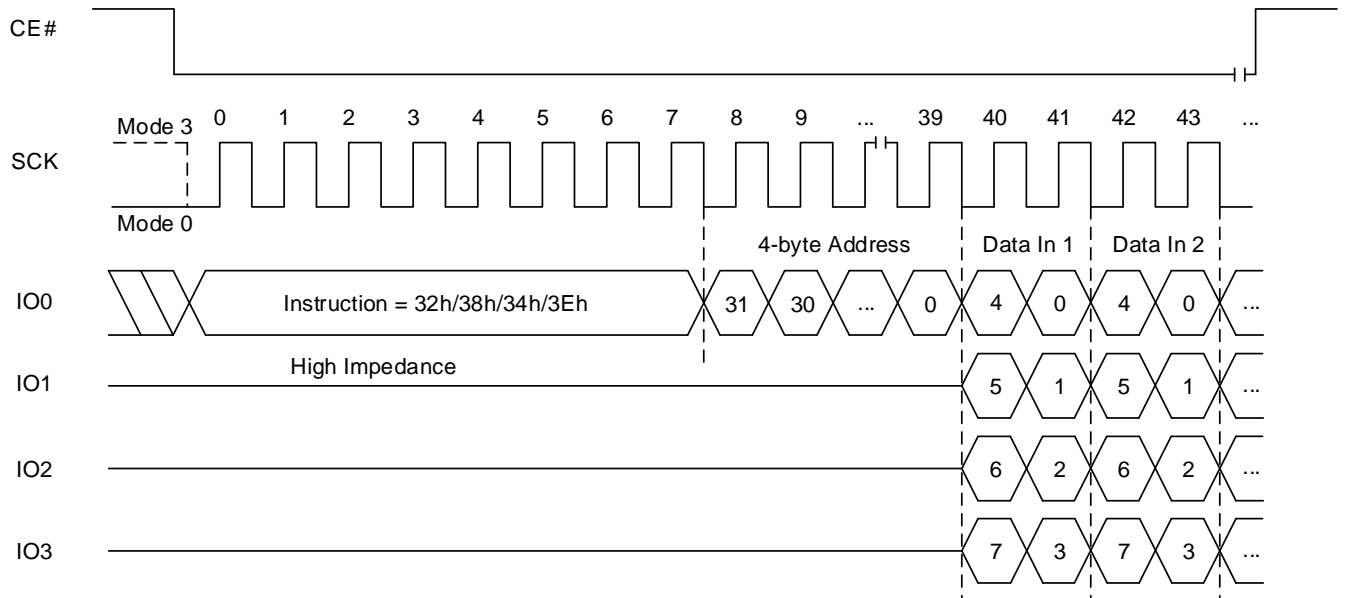 CE#
Mode 3 0 1 2 3 4 5 6 7 8 9 ... 39 40 41 42 43 ...
SCK
Mode 0
4-byte Address Data In 1 Data In 2
IO0 Instruction = 32h/38h/34h/3Eh 31 30 ... 0 4 0 4 0 ...
High Impedance
IO1 5 1 5 1 ...
IO2 6 2 6 2 ...
IO3 7 3 7 3 ...